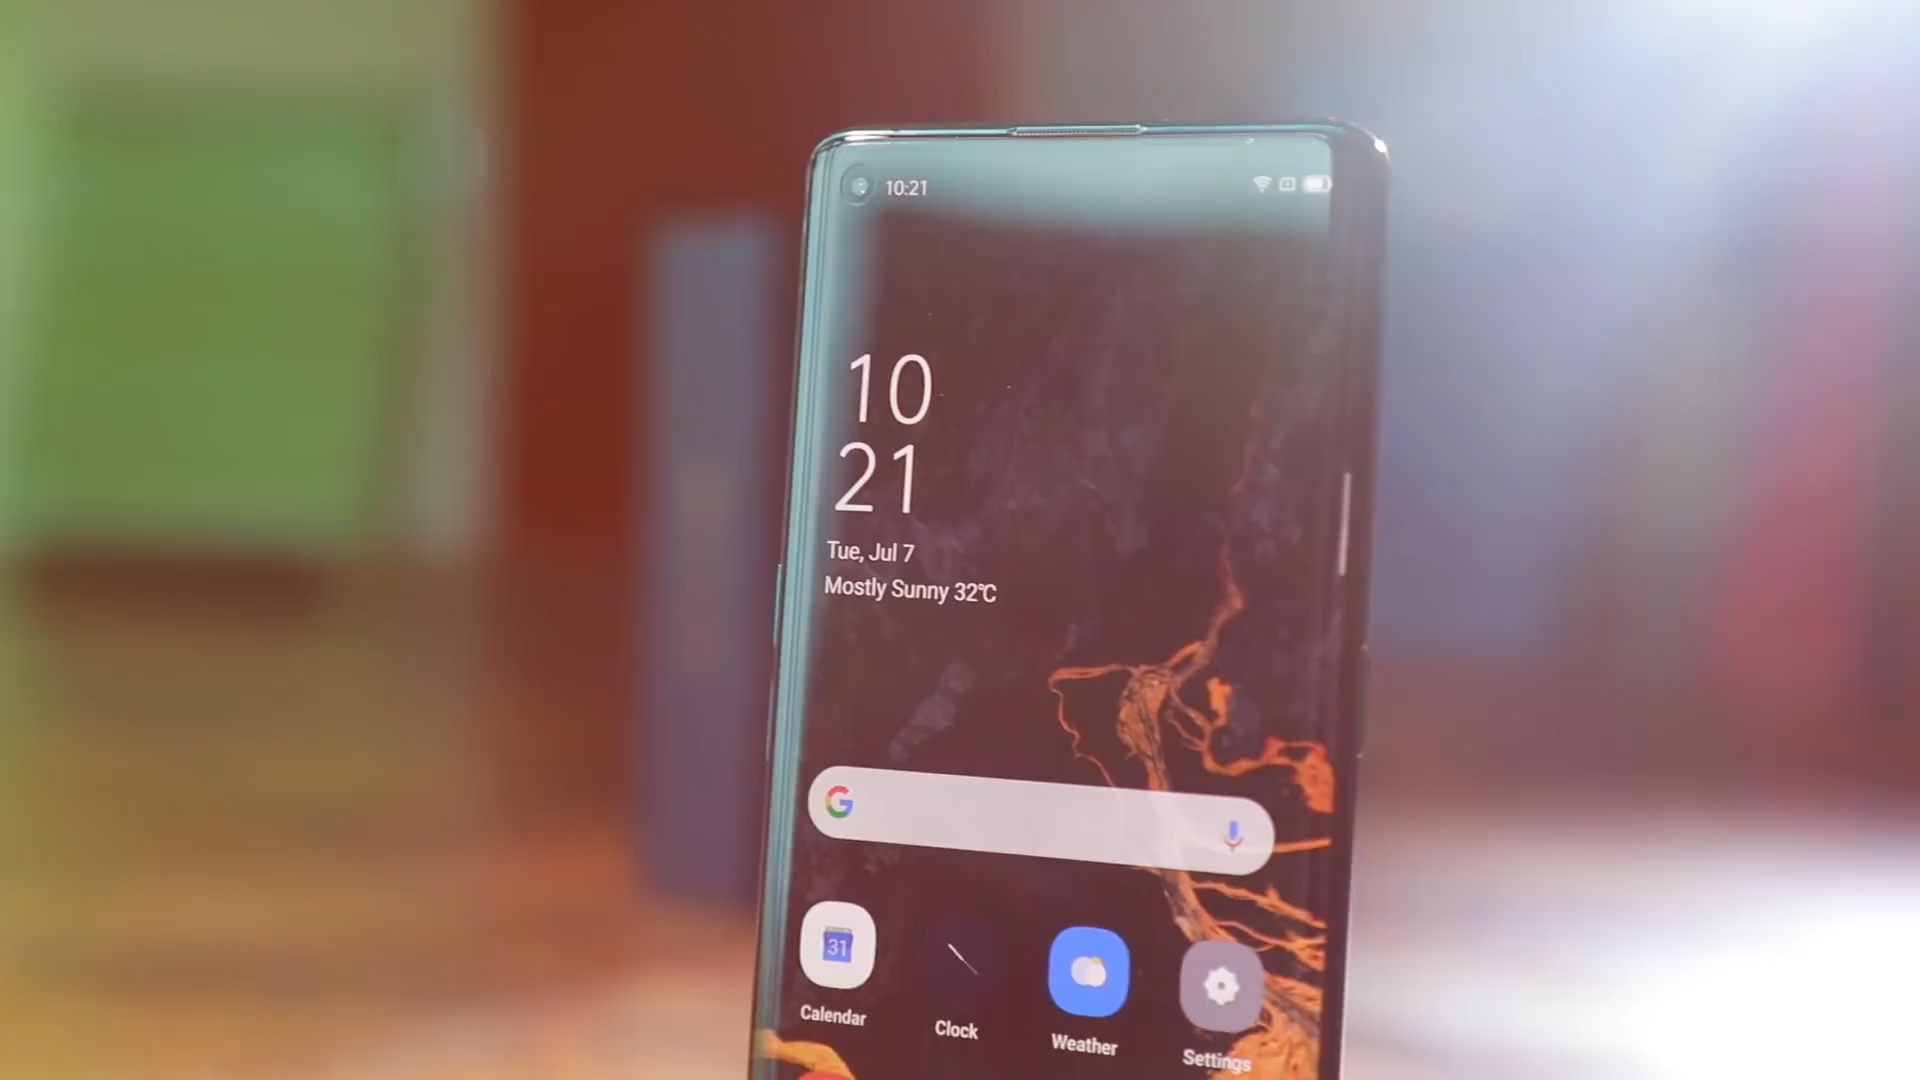 10:21
10
21
Tue, Jul 7
Mostly Sunny 32°C
G
31
Calendar
Clock
Weather
Settings